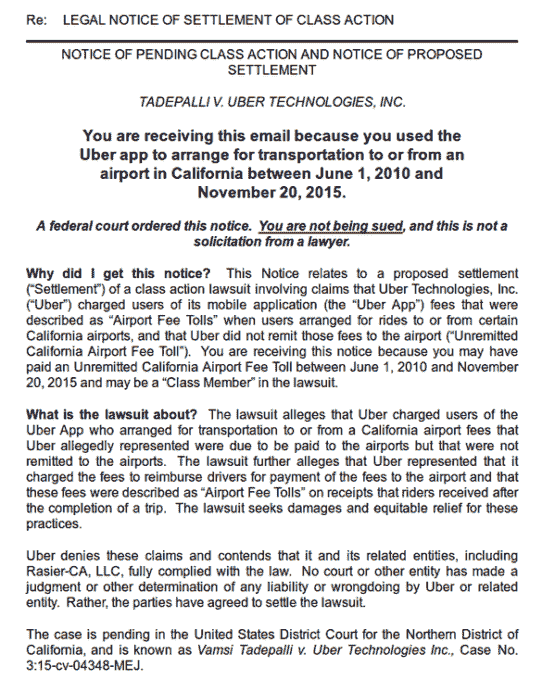 Re: LEGAL NOTICE OF SETTLEMENT OF CLASS ACTION
NOTICE OF PENDING CLASS ACTION AND NOTICE OF PROPOSED
SETTLEMENT
TADEPALLI V. UBER TECHNOLOGIES, INC.
You are receiving this email because you used the
Uber app to arrange for transportation to or from an
airport in California between June 1, 2010 and
November 20, 2015.
A federal court ordered this notice. You are not being sued, and this is not a
solicitation from a lawyer.
Why did I get this notice? This Notice relates to a proposed settlement
("Settlement") of a class action lawsuit involving claims that Uber Technologies, Inc.
("Uber") charged users of its mobile application (the "Uber App") fees that were
described as "Airport Fee Tolls" when users arranged for rides to or from certain
California airports, and that Uber did not remit those fees to the airport ("Unremitted
California Airport Fee Toll"). You are receiving this notice because you may have
paid an Unremitted California Airport Fee Toll between June 1, 2010 and November
20, 2015 and may be a "Class Member" in the lawsuit.
What is the lawsuit about? The lawsuit alleges that Uber charged users of the
Uber App who arranged for transportation to or from a California airport fees that
Uber allegedly represented were due to be paid to the airports but that were not
remitted to the airports. The lawsuit further alleges that Uber represented that it
charged the fees to reimburse drivers for payment of the fees to the airport and that
these fees were described as "Airport Fee Tolls" on receipts that riders received after
the completion of a trip. The lawsuit seeks damages and equitable relief for these
practices.
Uber denies these claims and contends that it and its related entities, including
Rasier-CA, LLC, fully complied with the law. No court or other entity has made a
judgment or other determination of any liability or wrongdoing by Uber or related
entity. Rather, the parties have agreed to settle the lawsuit.
The case is pending in the United States District Court for the Northern District of
California, and is known as Vamsi Tadepalli v. Uber Technologies Inc., Case No.
3:15-cv-04348-MEJ.